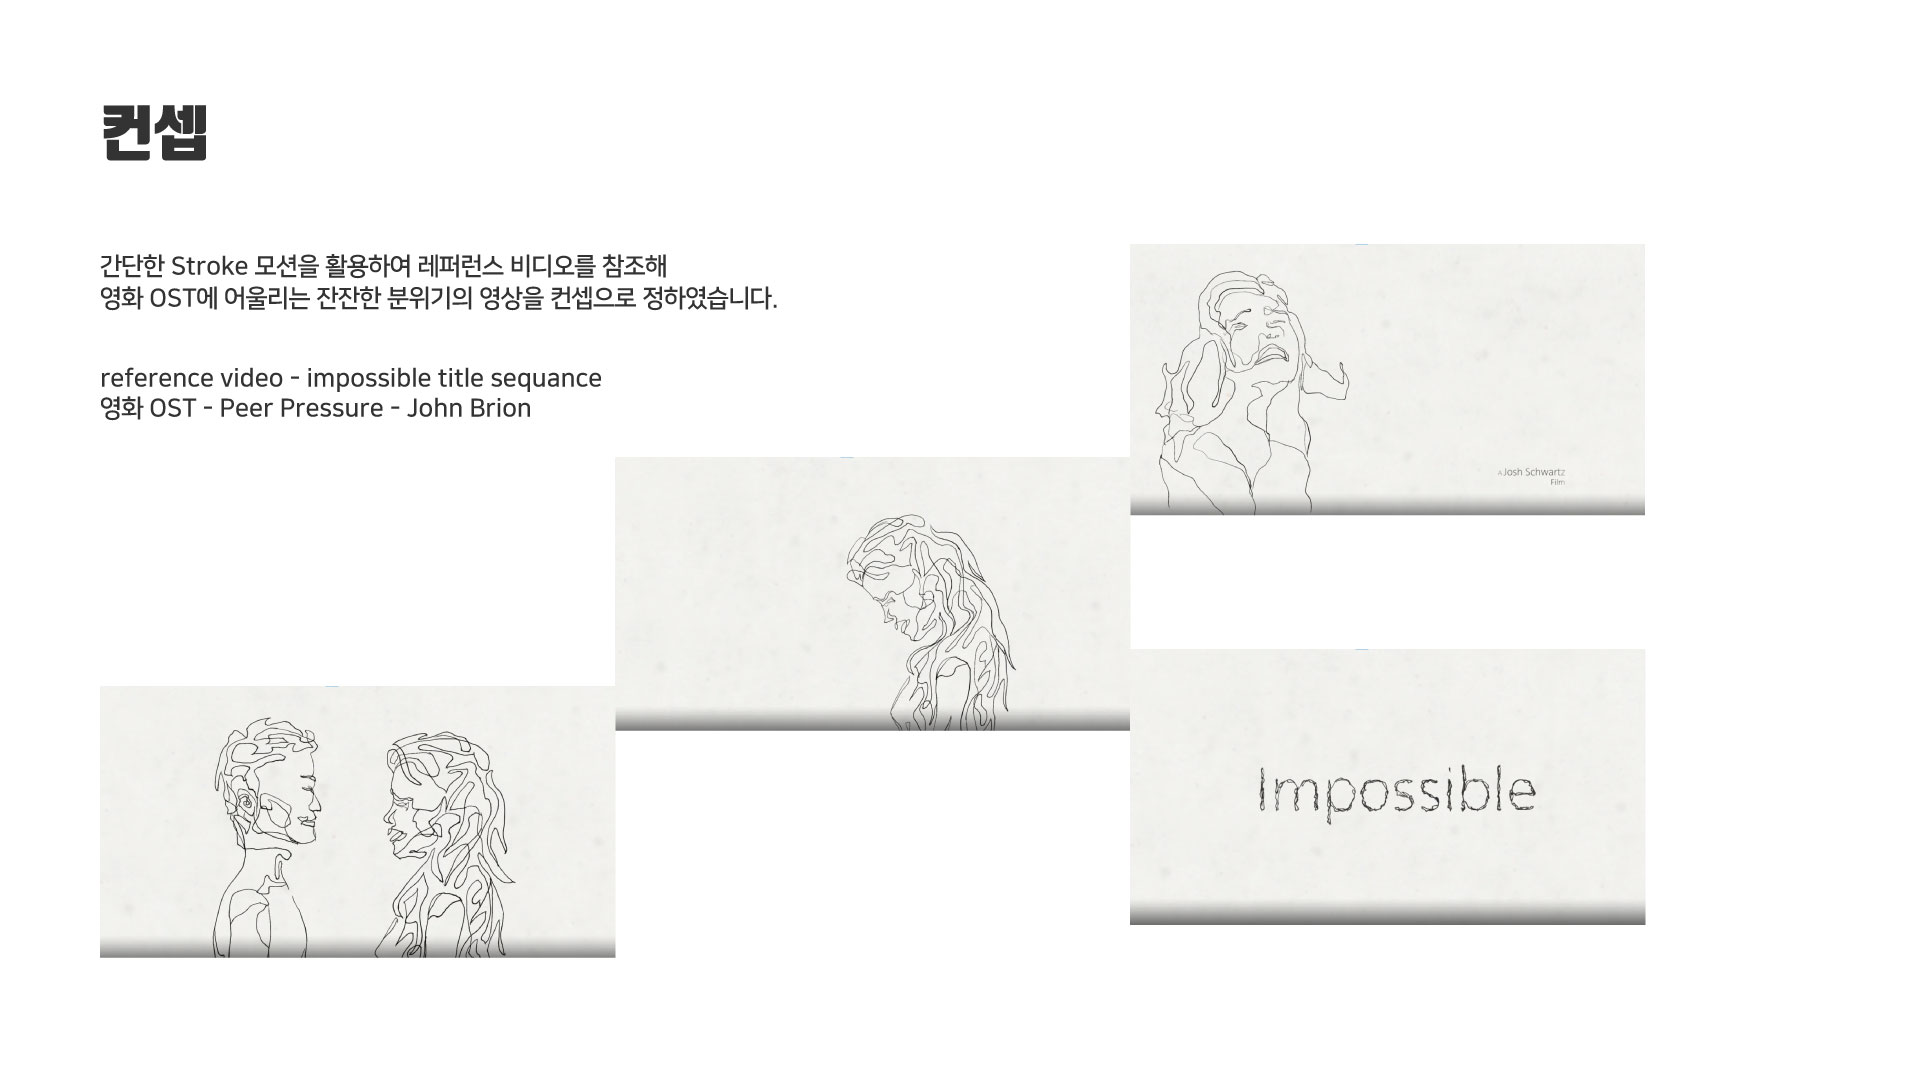 컨셉
간단한 Stroke 모션을 활용하여 레퍼런스 비디오를 참조해
영화 OST에 어울리는 잔잔한 분위기의 영상을 컨셉으로 정하였습니다.
reference video - impossible title sequance
영화 OST - Peer Pressure - John Brion
A Josh Schwartz
Film
Impossible